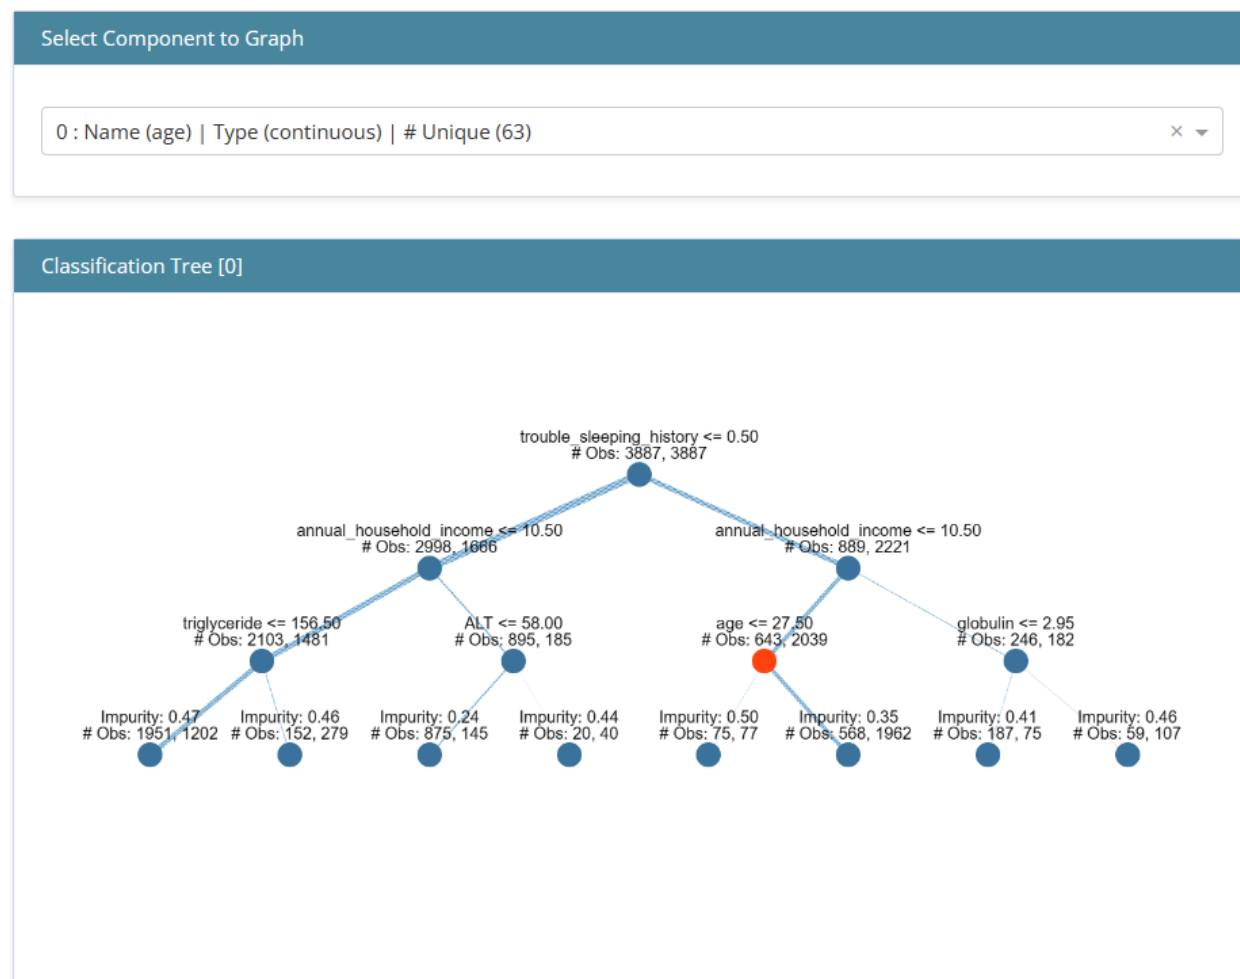 Select Component to Graph
0 : Name (age) | Type (continuous) | # Unique (63)
Classification Tree [0]
trouble_sleeping_history <= 0.50
# Obs: 3887, 3887
annual_household_income <= 10.50
# Obs: 2998, 1666
annual_household_income <= 10.50
# Obs: 889, 2221
triglyceride <= 156.50
# Obs: 2103, 1481
ALT <= 58.00
# Obs: 895, 185
age <= 27.50
# Obs: 643, 2039
globulin <= 2.95
# Obs: 246, 182
Impurity: 0.47
# Obs: 1951, 1202
Impurity: 0.46
# Obs: 152, 279
Impurity: 0.24
# Obs: 875, 145
Impurity: 0.44
# Obs: 20, 40
Impurity: 0.50
# Obs: 75, 77
Impurity: 0.35
# Obs: 568, 1962
Impurity: 0.41
# Obs: 187, 75
Impurity: 0.46
# Obs: 59, 107